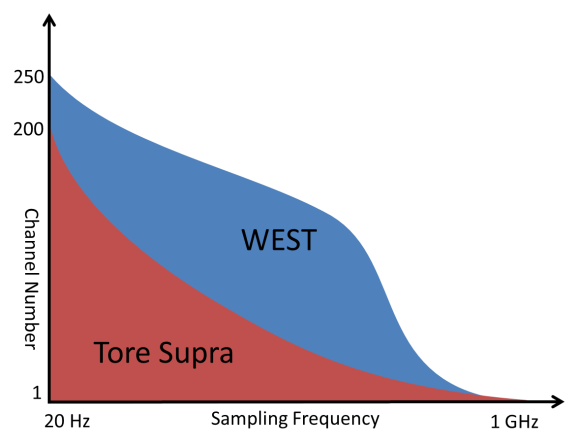 250
200
Channel Number
WEST
Tore Supra
1
20 Hz
Sampling Frequency
1 GHz